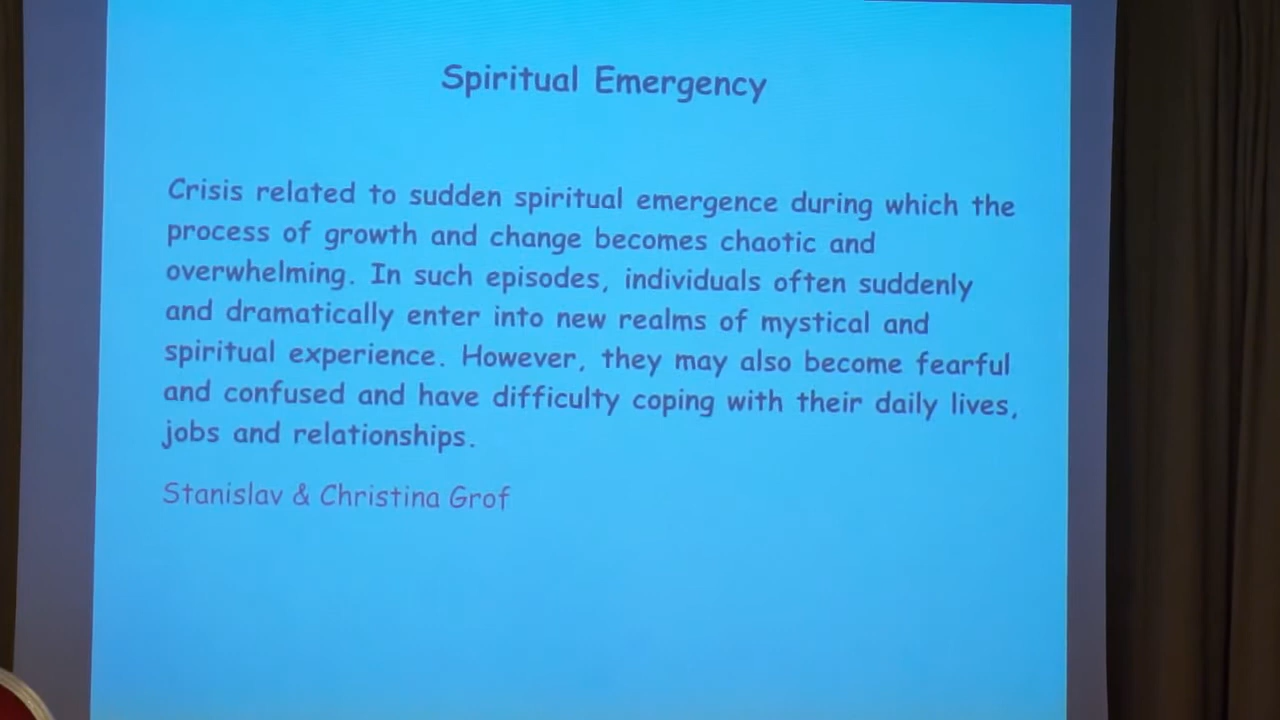 Spiritual Emergency
Crisis related to sudden spiritual emergence during which the
process of growth and change becomes chaotic and
overwhelming. In such episodes, individuals often suddenly
and dramatically enter into new realms of mystical and
spiritual experience. However, they may also become fearful
and confused and have difficulty coping with their daily lives,
jobs and relationships.
Stanislav & Christina Grof